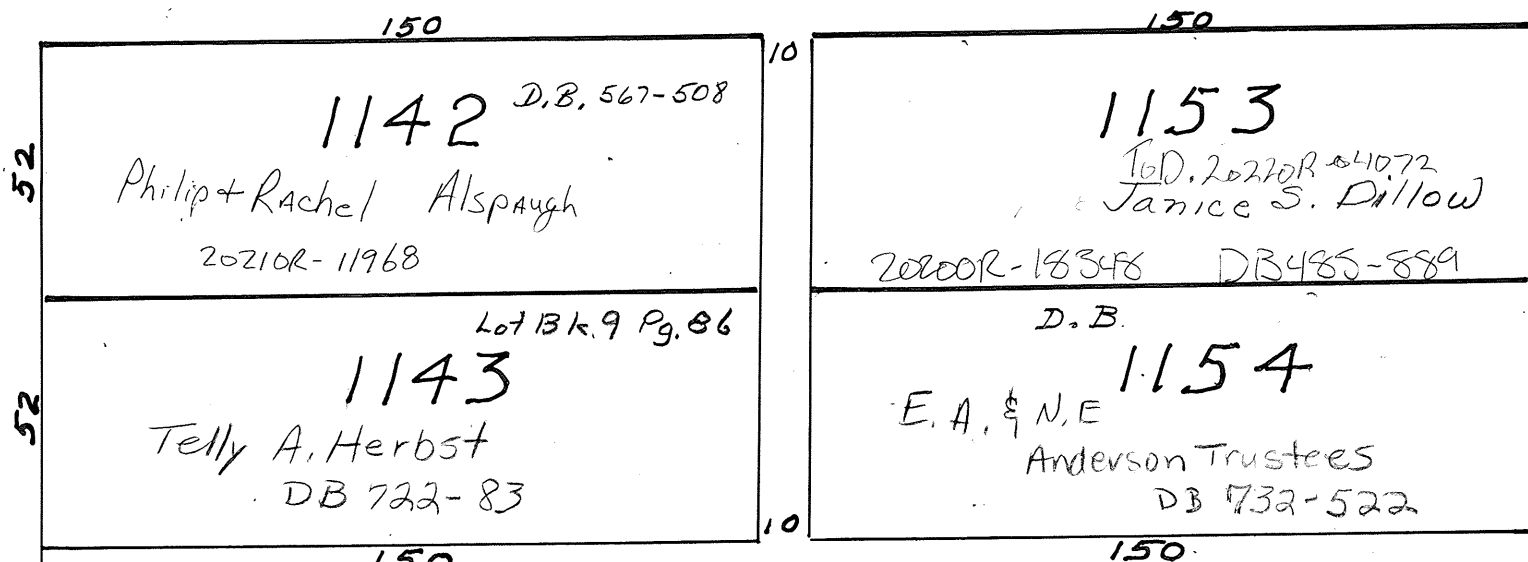 150
150
10
52
1142 D.B. 567-508
Philip + RAchel AlspAugh
20210R-11968
1153
ToD. 20220R-04072
Janice S. Dillow
20200R-18348 DB485-889
52
Lot Bk. 9 Pg. 86
1143
Telly A. Herbst
DB 722-83
D.B.
1154
E. A. & N.E
Anderson Trustees
DB 732-522
10
150
150